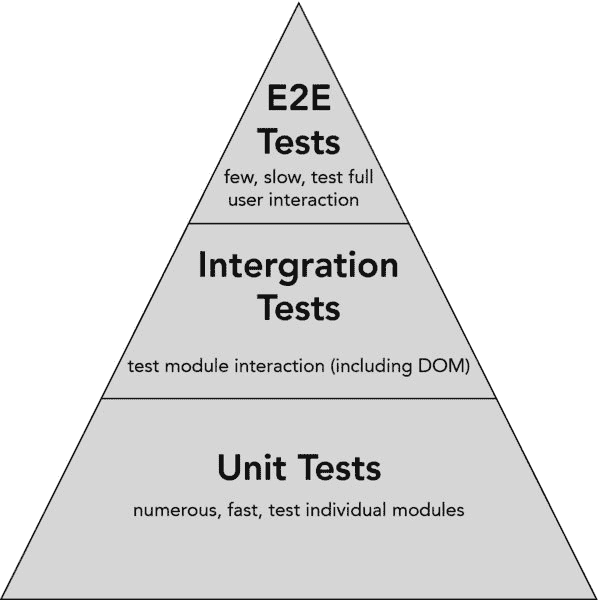 E2E
Tests
few, slow, test full
user interaction
Intergration
Tests
test module interaction (including DOM)
Unit Tests
numerous, fast, test individual modules